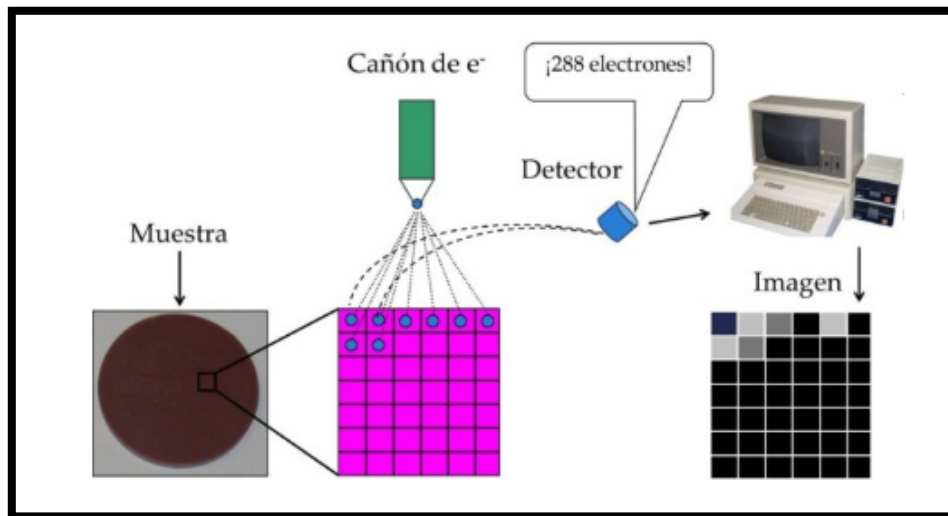 Cañón de e-
¡288 electrones!
Detector
Muestra
Imagen